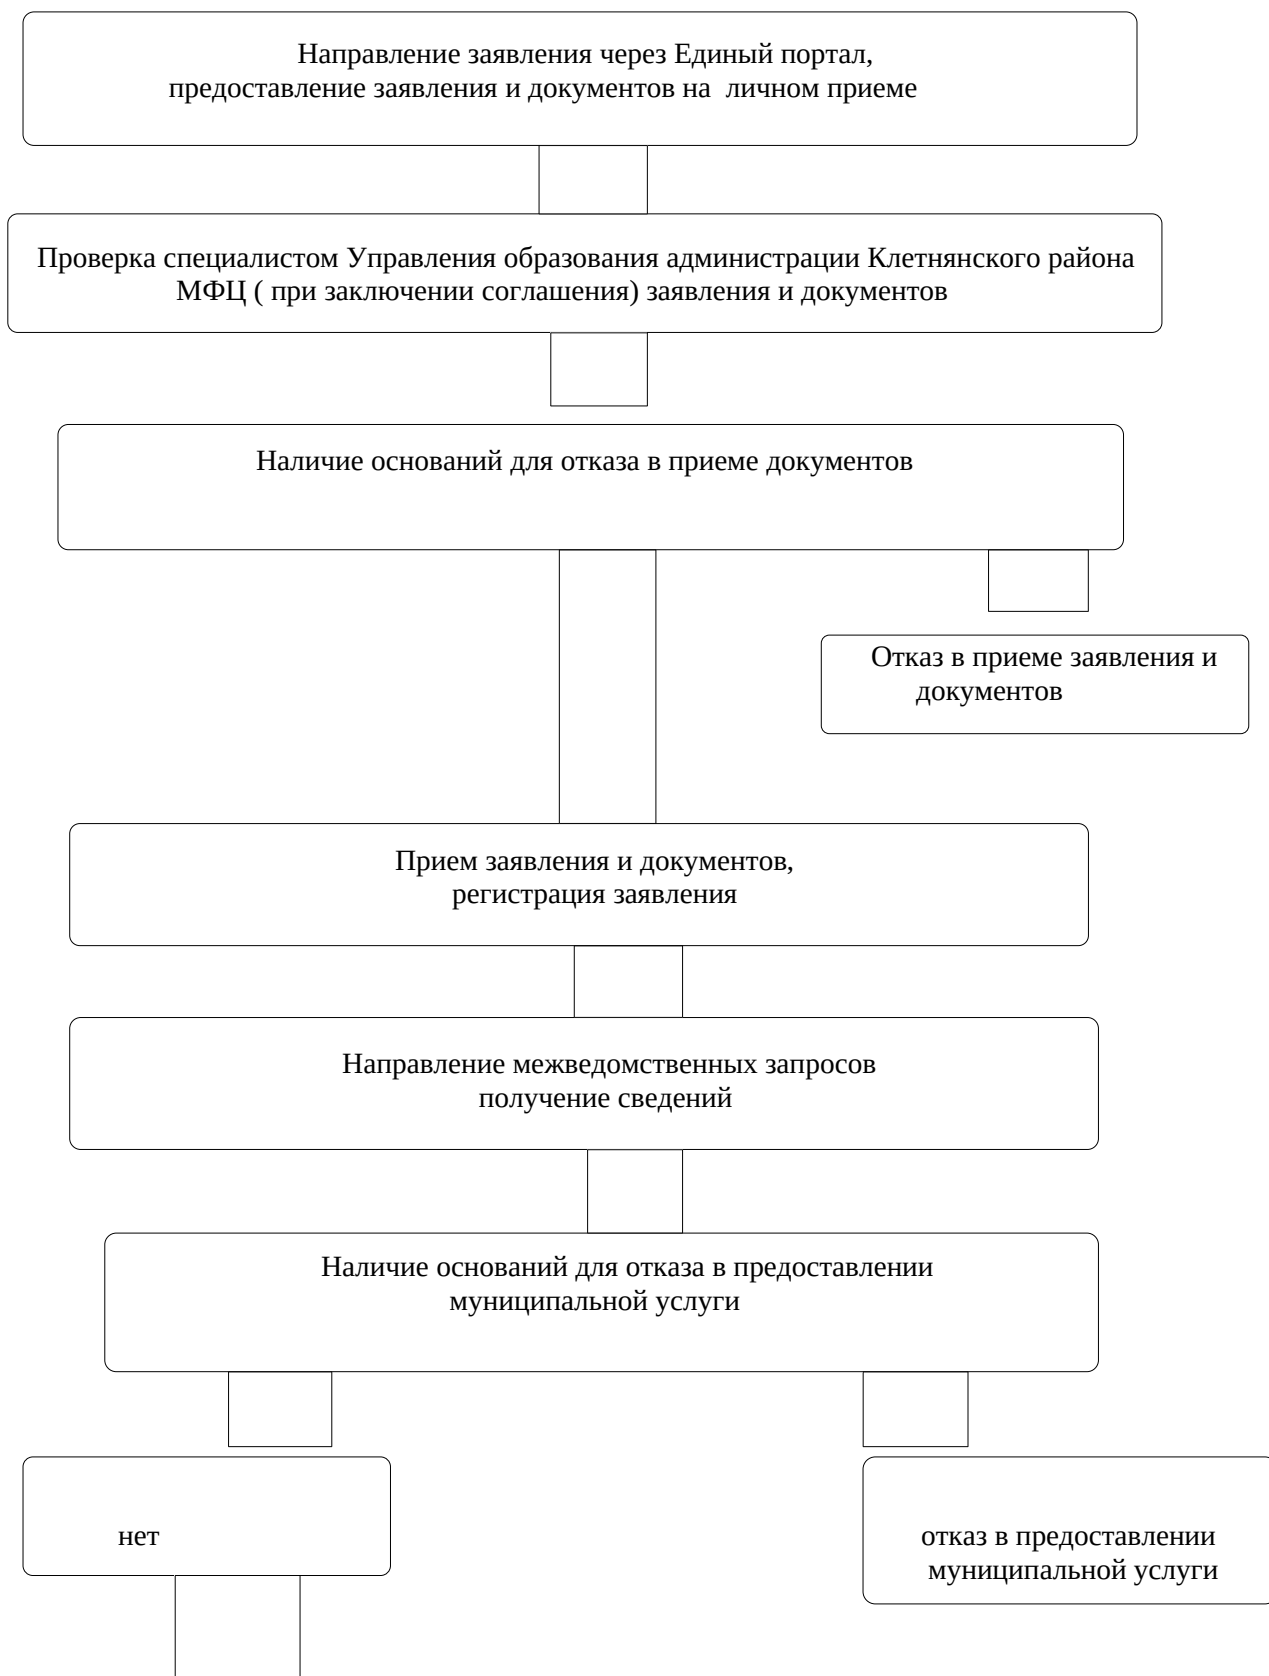 Направление заявления через Единый портал,
предоставление заявления и документов на личном приеме
Проверка специалистом Управления образования администрации Клетнянского района
МФЦ ( при заключении соглашения) заявления и документов
Наличие оснований для отказа в приеме документов
Отказ в приеме заявления и
документов
Прием заявления и документов,
регистрация заявления
Направление межведомственных запросов
получение сведений
Наличие оснований для отказа в предоставлении
муниципальной услуги
нет
отказ в предоставлении
муниципальной услуги